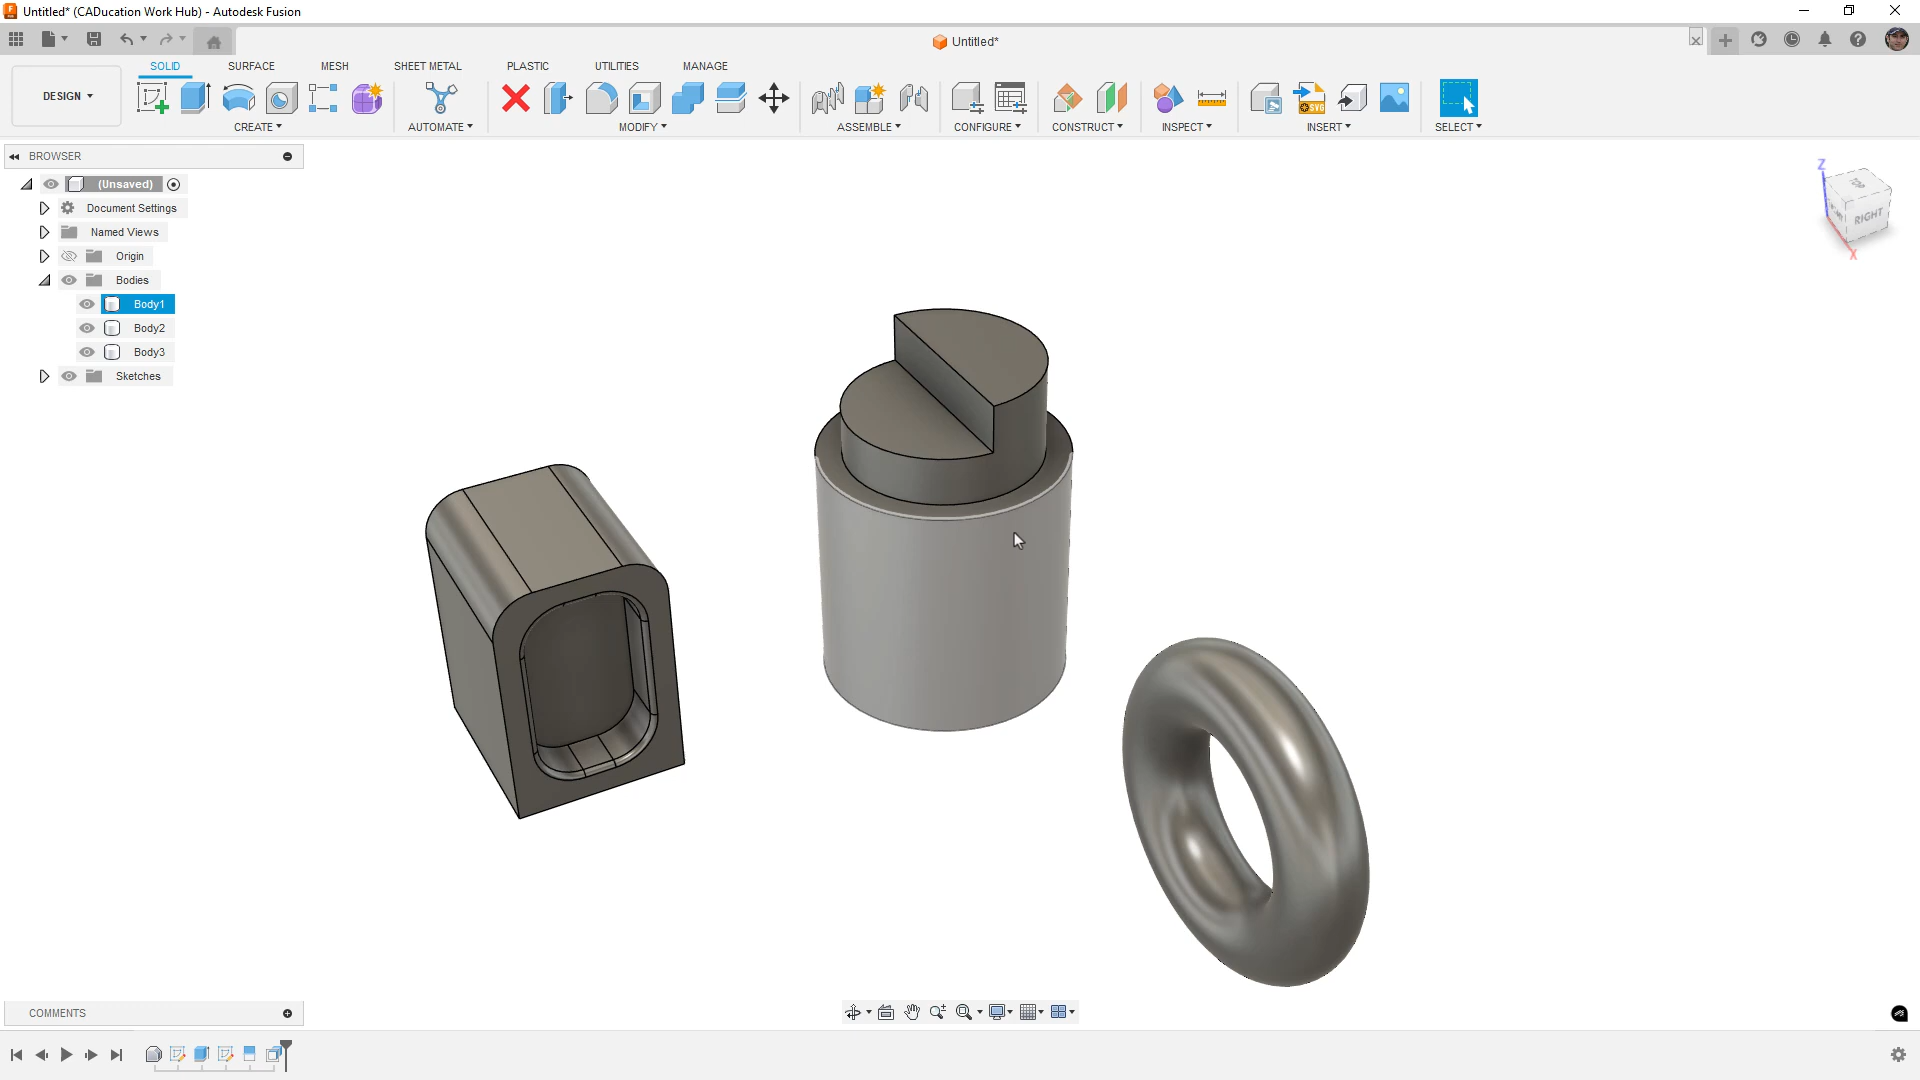 Untitled* (CADucation Work Hub) - Autodesk Fusion
Untitled*
SOLID SURFACE MESH SHEET METAL PLASTIC UTILITIES MANAGE
DESIGN
CREATE AUTOMATE MODIFY ASSEMBLE CONFIGURE CONSTRUCT INSPECT INSERT SELECT
BROWSER
(Unsaved)
Document Settings
Named Views
Origin
Bodies
Body1
Body2
Body3
Sketches
Z
TOP
RIGHT
X
SVG
COMMENTS